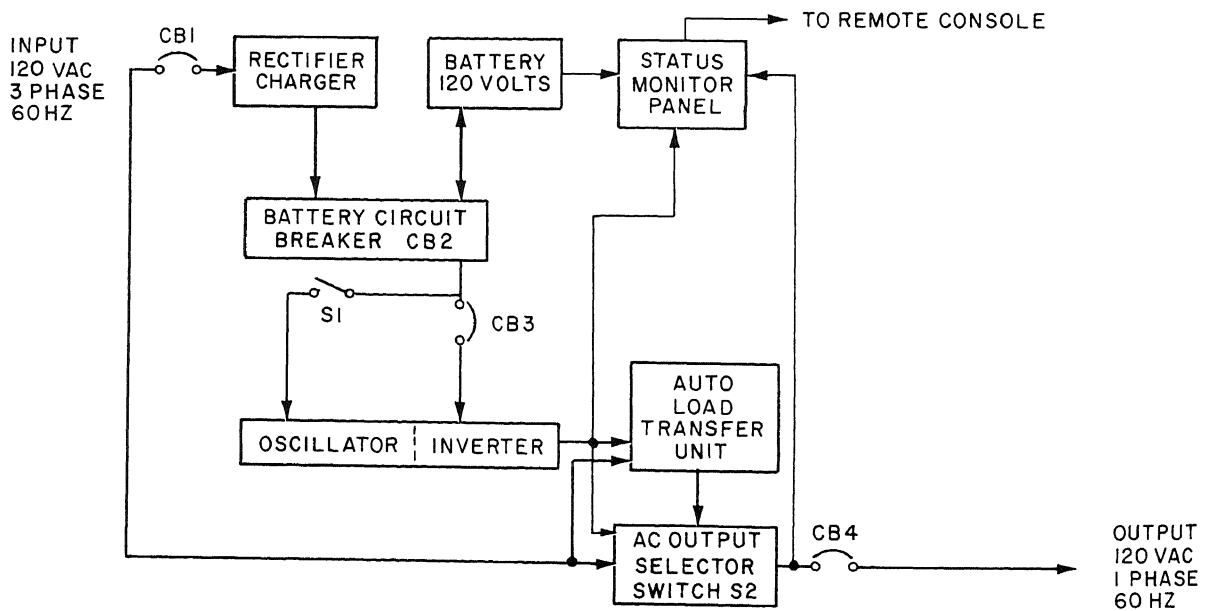 INPUT
120 VAC
3 PHASE
60 HZ
CB1
RECTIFIER
CHARGER
BATTERY
120 VOLTS
STATUS
MONITOR
PANEL
TO REMOTE CONSOLE
BATTERY CIRCUIT
BREAKER CB2
S1
CB3
OSCILLATOR
INVERTER
AUTO
LOAD
TRANSFER
UNIT
AC OUTPUT
SELECTOR
SWITCH S2
CB4
OUTPUT
120 VAC
1 PHASE
60 HZ